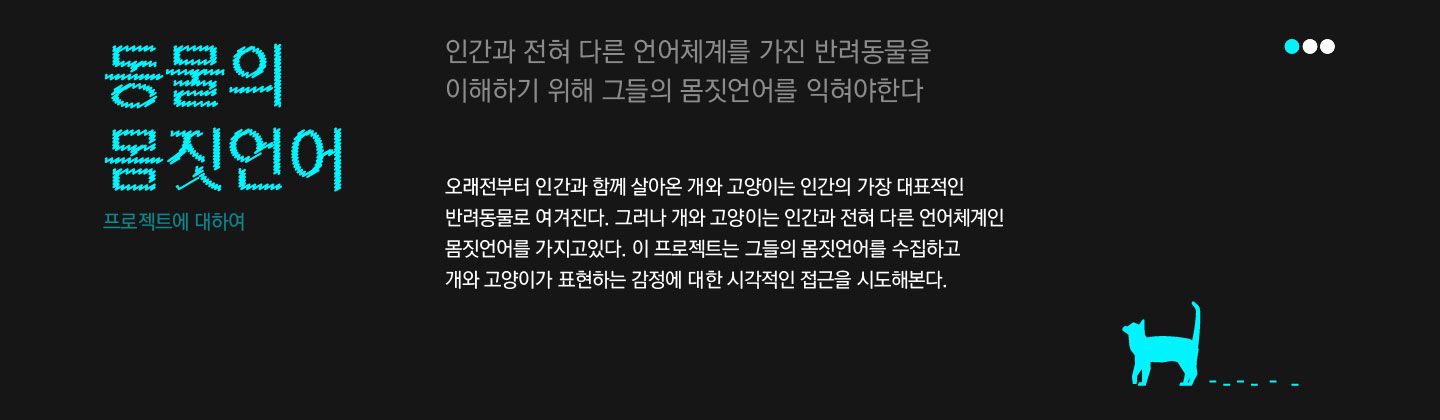 동물의
몸짓언어
프로젝트에 대하여
인간과 전혀 다른 언어체계를 가진 반려동물을
이해하기 위해 그들의 몸짓언어를 익혀야한다
오래전부터 인간과 함께 살아온 개와 고양이는 인간의 가장 대표적인
반려동물로 여겨진다. 그러나 개와 고양이는 인간과 전혀 다른 언어체계인
몸짓언어를 가지고있다. 이 프로젝트는 그들의 몸짓언어를 수집하고
개와 고양이가 표현하는 감정에 대한 시각적인 접근을 시도해본다.